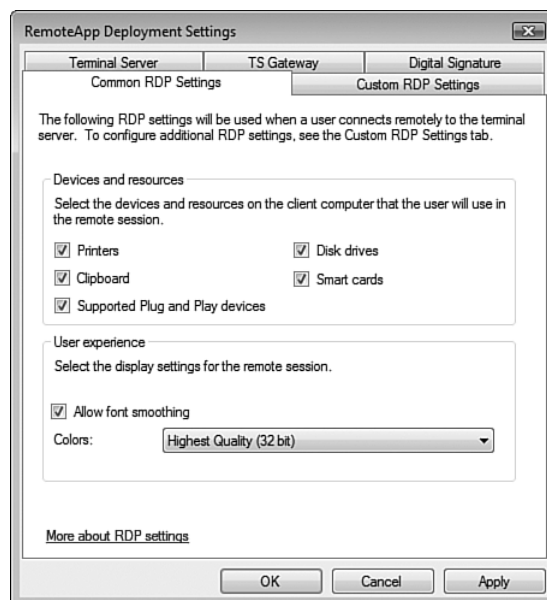 RemoteApp Deployment Settings
Terminal Server TS Gateway Digital Signature
Common RDP Settings Custom RDP Settings
The following RDP settings will be used when a user connects remotely to the terminal
server. To configure additional RDP settings, see the Custom RDP Settings tab.
Devices and resources
Select the devices and resources on the client computer that the user will use in
the remote session.
Printers Disk drives
Clipboard Smart cards
Supported Plug and Play devices
User experience
Select the display settings for the remote session.
Allow font smoothing
Colors: Highest Quality (32 bit)
More about RDP settings
OK Cancel Apply